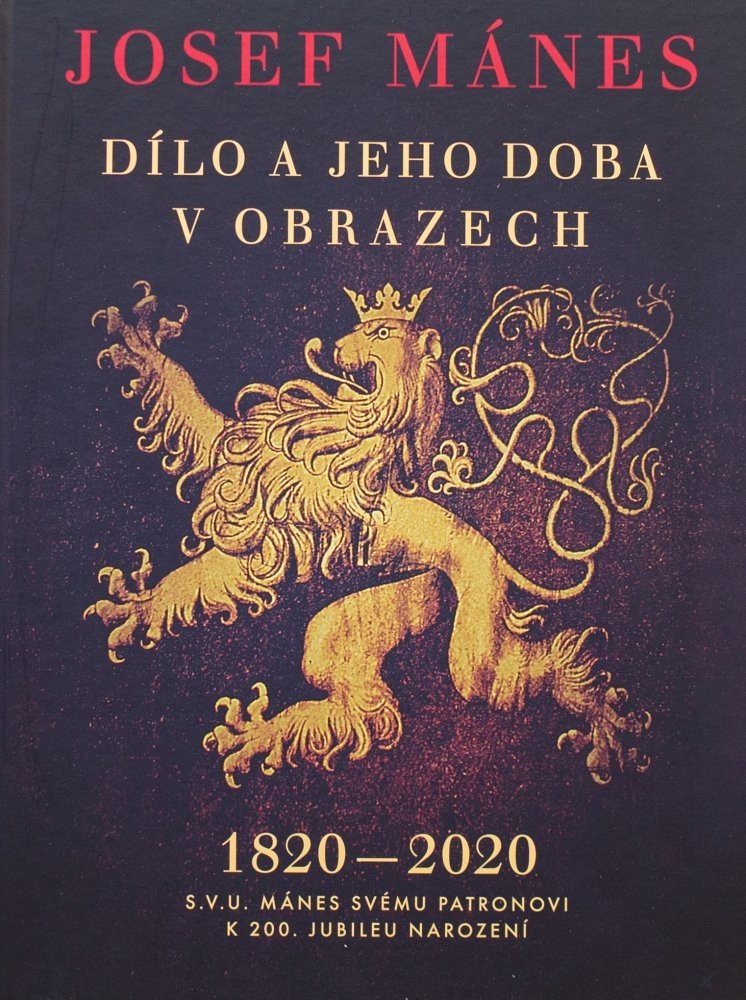 JOSEF MÁNES
DÍLO A JEHO DOBA
V OBRAZECH
1820 — 2020
S.V.U. MÁNES SVÉMU PATRONOVI
K 200. JUBILEU NAROZENÍ